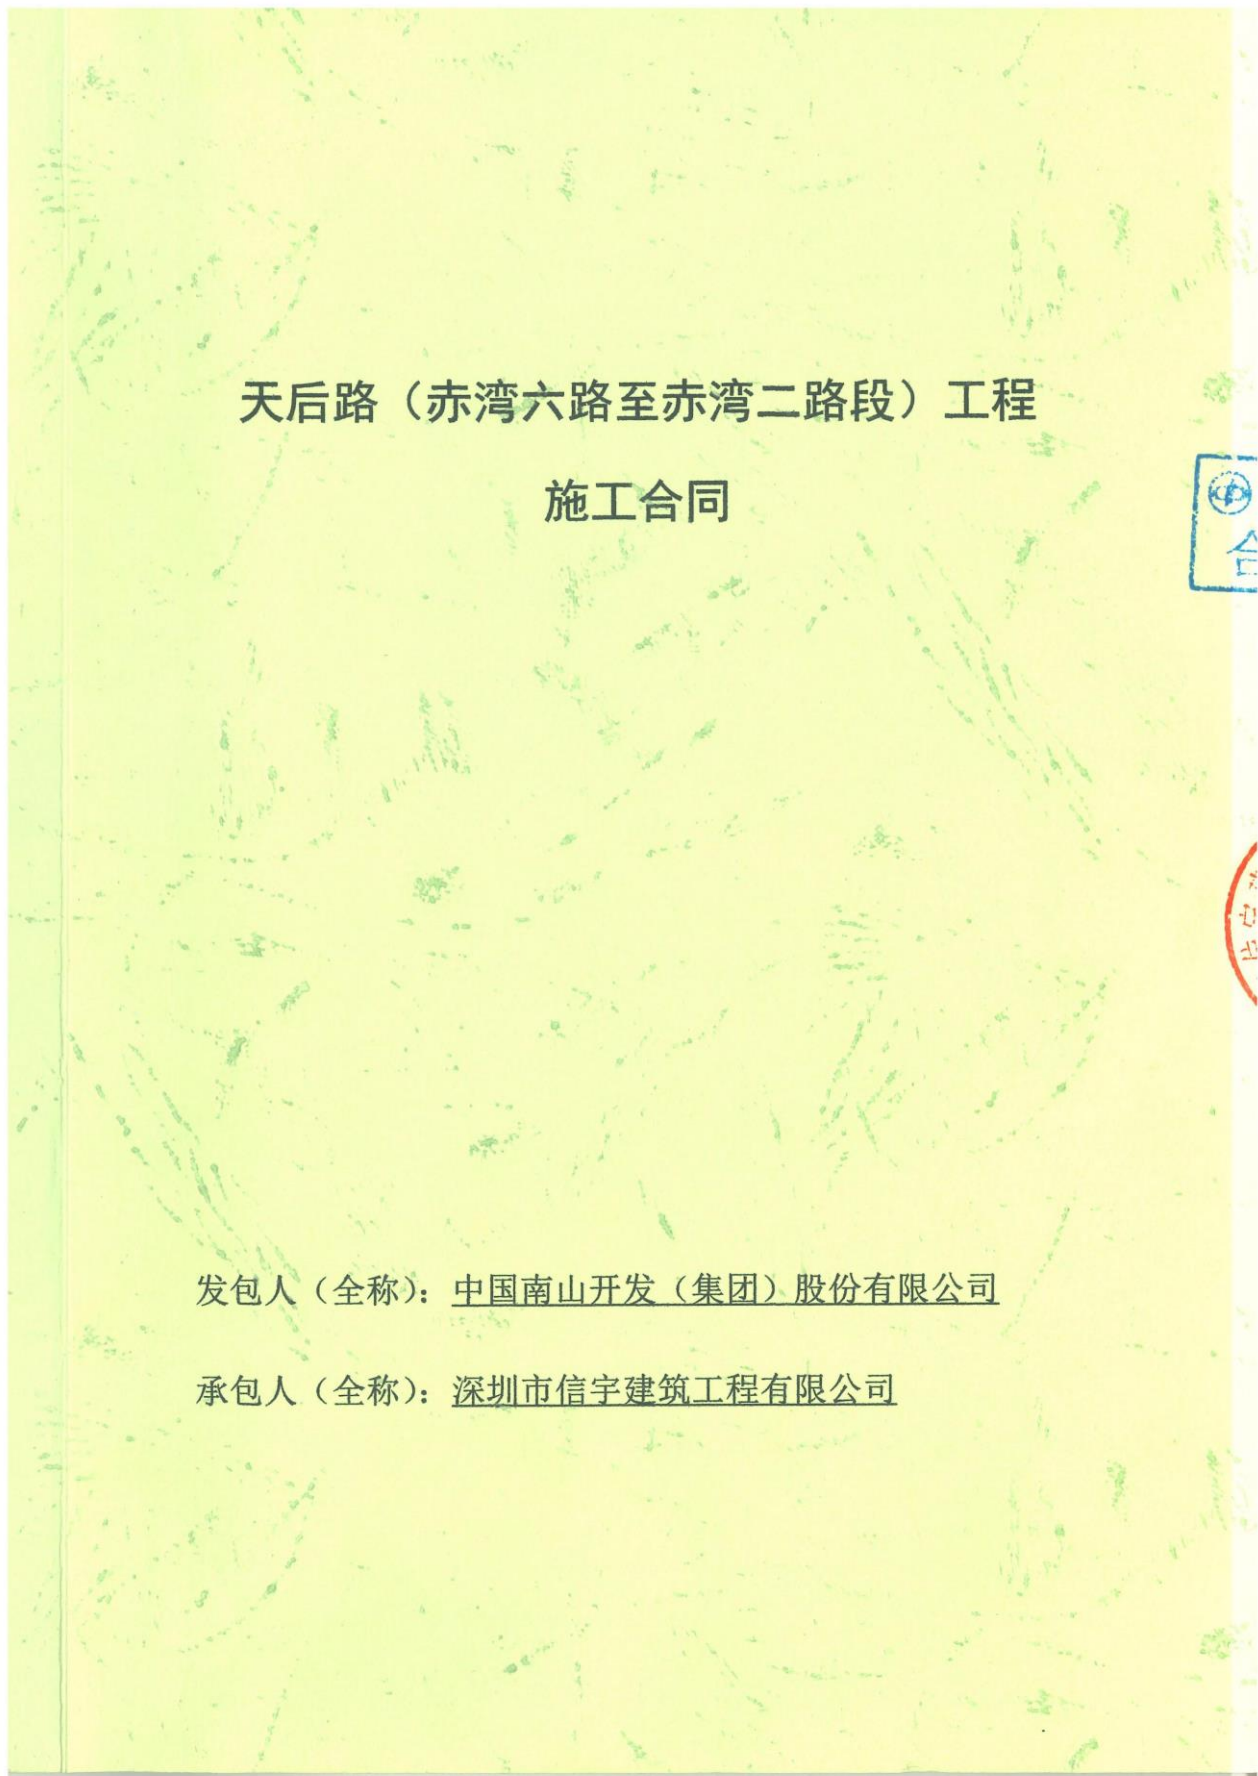 天后路（赤湾六路至赤湾二路段）工程
施工合同
合
发包人（全称）：中国南山开发（集团）股份有限公司
承包人（全称）：深圳市信宇建筑工程有限公司